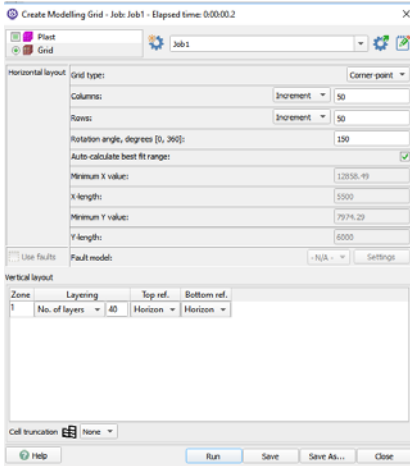 Create Modelling Grid - Job: Job1 - Elapsed time: 0:00:00.2
Plast
Grid
Job1
Horizontal layout
Grid type: Corner-point
Columns: Increment 50
Rows: Increment 50
Rotation angle, degrees [0, 360]: 150
Auto-calculate best fit range:
Minimum X value: 12858.49
X-length: 5500
Minimum Y value: 7974.29
Y-length: 6000
Use faults Fault model: - N/A - Settings
Vertical layout
Zone Layering Top ref. Bottom ref.
1 No. of layers 40 Horizon Horizon
Cell truncation None
Help Run Save Save As... Close